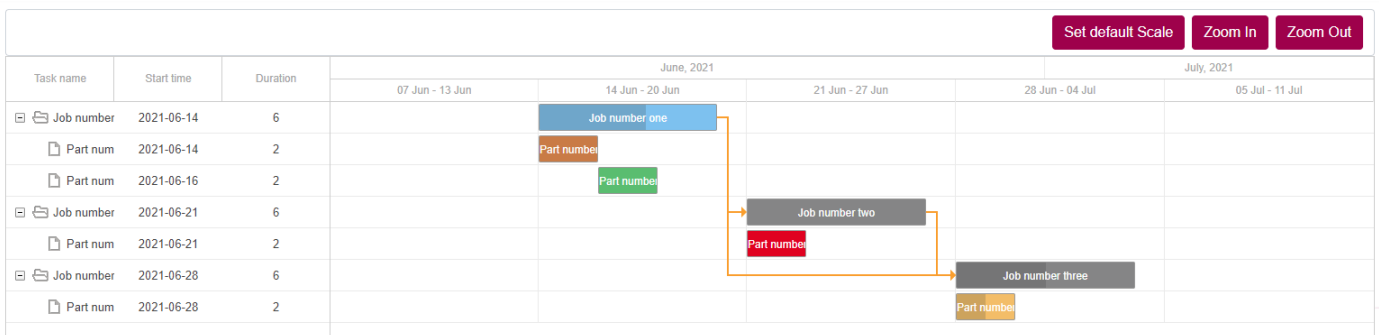 Set default Scale Zoom In Zoom Out
Task name Start time Duration June, 2021 July, 2021
07 Jun - 13 Jun 14 Jun - 20 Jun 21 Jun - 27 Jun 28 Jun - 04 Jul 05 Jul - 11 Jul
Job number 2021-06-14 6 Job number one
Part num 2021-06-14 2 Part number
Part num 2021-06-16 2 Part number
Job number 2021-06-21 6 Job number two
Part num 2021-06-21 2 Part number
Job number 2021-06-28 6 Job number three
Part num 2021-06-28 2 Part number